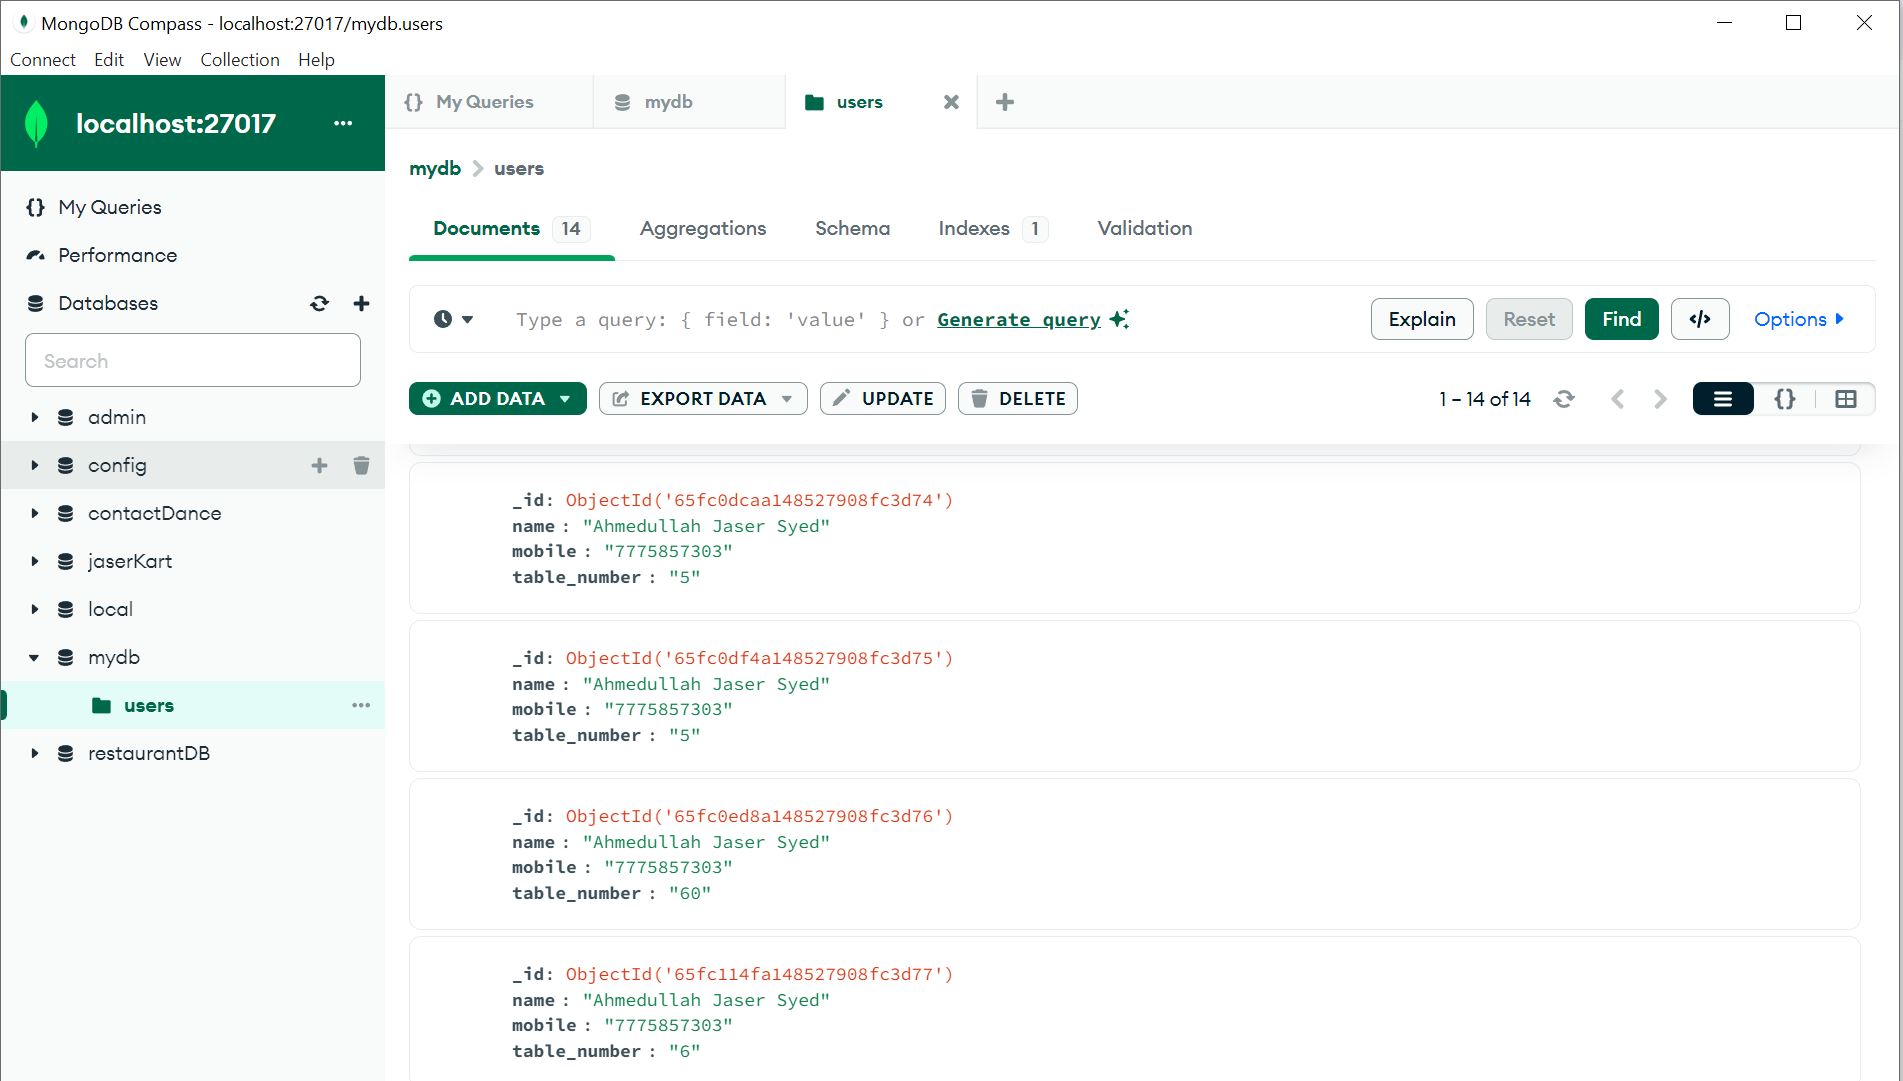 MongoDB Compass - localhost:27017/mydb.users
Connect Edit View Collection Help
localhost:27017
My Queries
mydb
users
mydb > users
My Queries
Performance
Databases
Search
admin
config
contactDance
jaserKart
local
mydb
users
restaurantDB
Documents 14 Aggregations Schema Indexes 1 Validation
Type a query: { field: 'value' } or Generate query
Explain Reset Find </> Options
ADD DATA EXPORT DATA UPDATE DELETE
1 – 14 of 14
_id: ObjectId('65fc0dcaa148527908fc3d74')
name : "Ahmedullah Jaser Syed"
mobile : "7775857303"
table_number : "5"
_id: ObjectId('65fc0df4a148527908fc3d75')
name : "Ahmedullah Jaser Syed"
mobile : "7775857303"
table_number : "5"
_id: ObjectId('65fc0ed8a148527908fc3d76')
name : "Ahmedullah Jaser Syed"
mobile : "7775857303"
table_number : "60"
_id: ObjectId('65fc114fa148527908fc3d77')
name : "Ahmedullah Jaser Syed"
mobile : "7775857303"
table_number : "6"